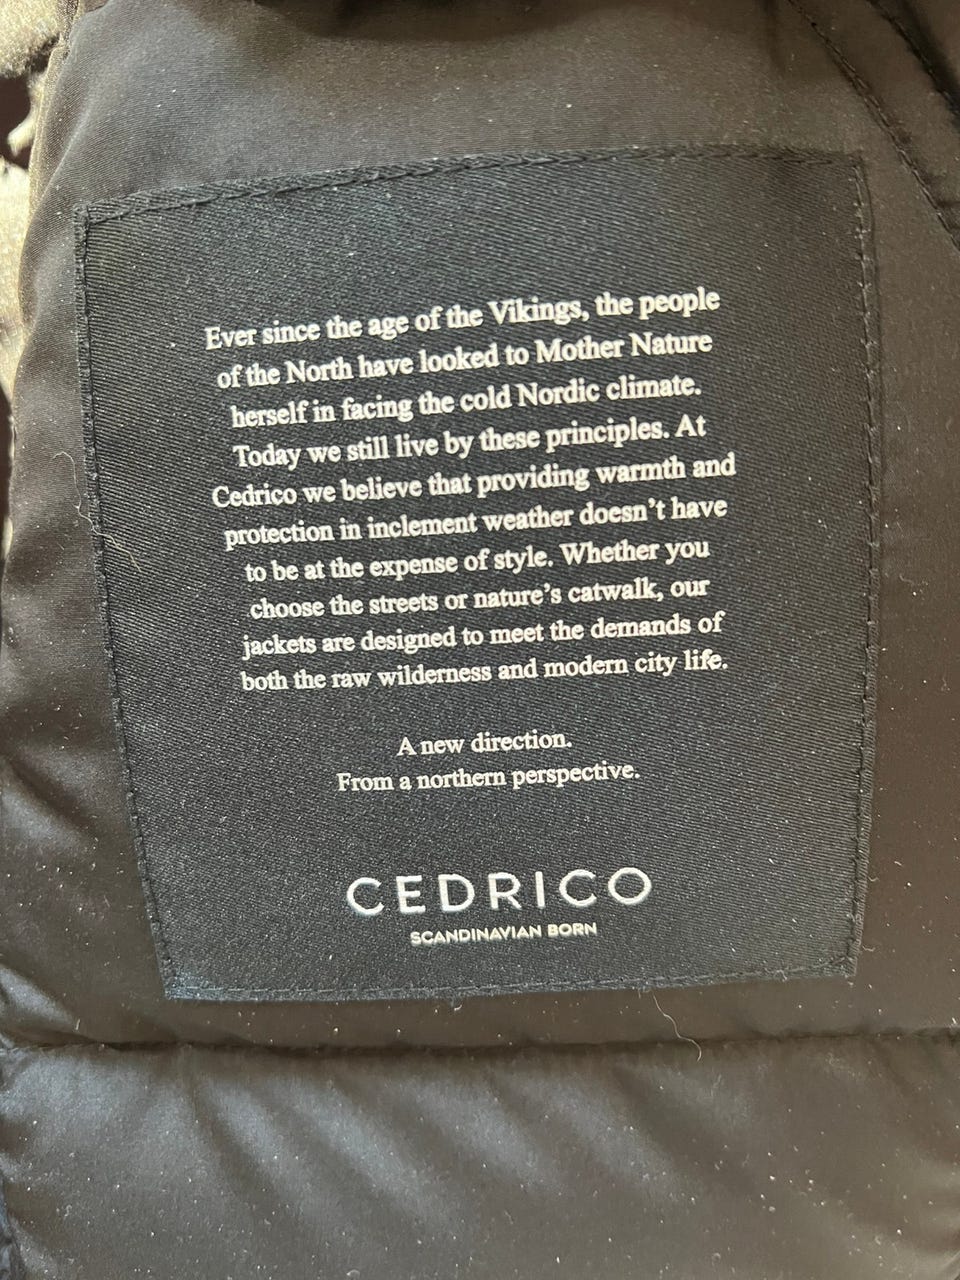 Ever since the age of the Vikings, the people
of the North have looked to Mother Nature
herself in facing the cold Nordic climate.
Today we still live by these principles. At
Cedrico we believe that providing warmth and
protection in inclement weather doesn't have
to be at the expense of style. Whether you
choose the streets or nature's catwalk, our
jackets are designed to meet the demands of
both the raw wilderness and modern city life.
A new direction.
From a northern perspective.
CEDRICO
SCANDINAVIAN BORN